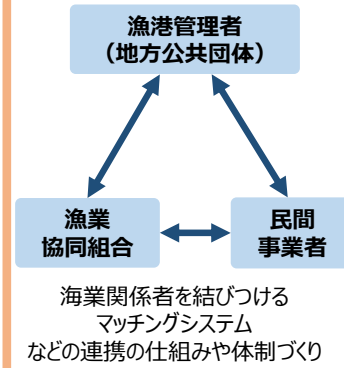 漁港管理者
（地方公共団体）
漁業
協同組合
民間
事業者
海業関係者を結びつける
マッチングシステム
などの連携の仕組みや体制づくり